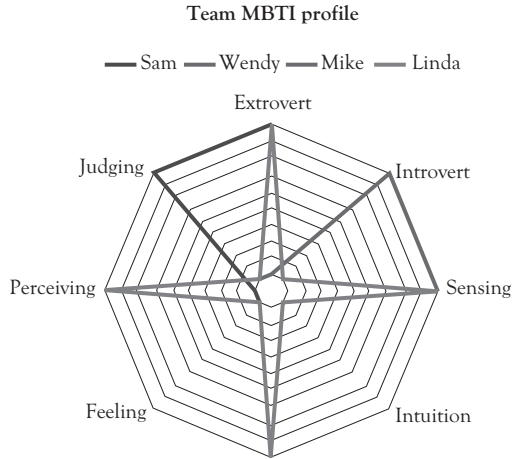 Team MBTI profile
Sam Wendy Mike Linda
Extrovert
Judging
Introvert
Perceiving
Sensing
Feeling
Intuition